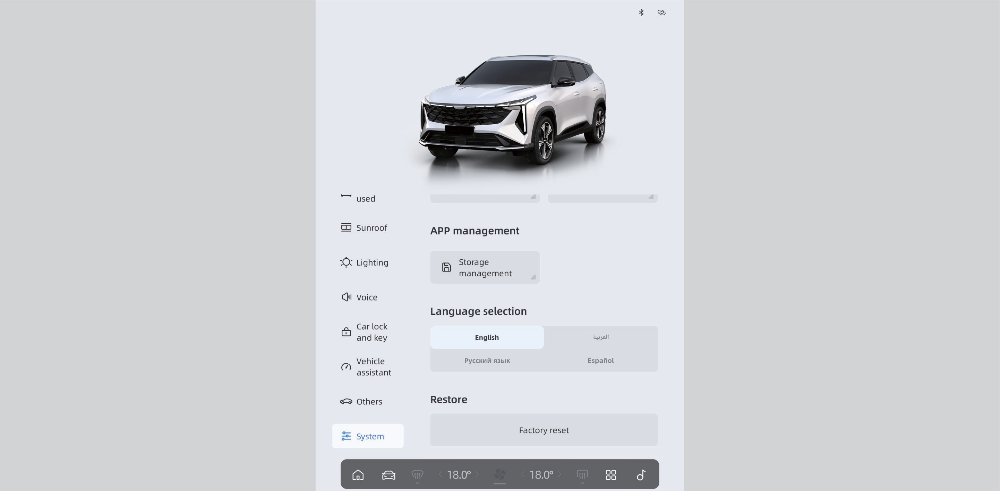 used
Sunroof
Lighting
Voice
Car lock
and key
Vehicle
assistant
Others
System
APP management
Storage
management
Language selection
English
العربية
Русский язык
Español
Restore
Factory reset
18.0°
18.0°